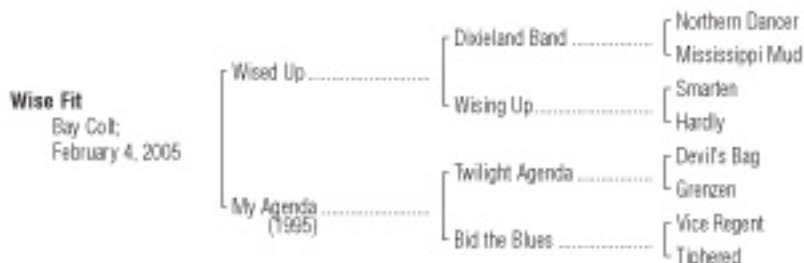 Northern Dancer
Dixieland Band
Mississippi Mud
Wised Up
Smarten
Wising Up
Hardly
Wise Fit
Bay Colt;
February 4, 2005
Devil's Bag
Twilight Agenda
Grenzen
My Agenda
(1995)
Vice Regent
Bid the Blues
Tiphered